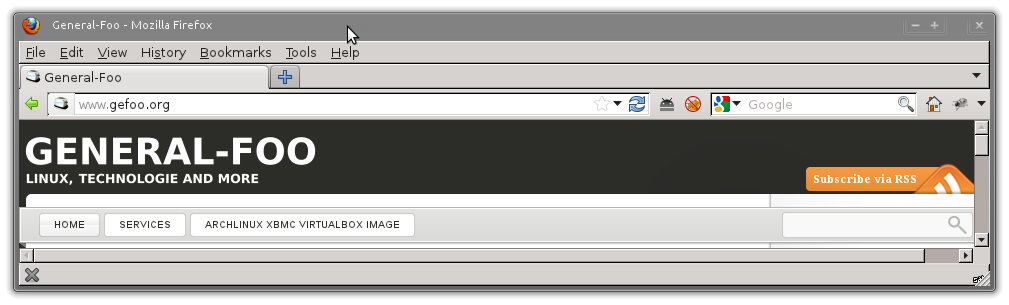 General-Foo - Mozilla Firefox
File Edit View History Bookmarks Tools Help
General-Foo
www.gefoo.org Google
GENERAL-FOO
LINUX, TECHNOLOGIE AND MORE
Subscribe via RSS
HOME SERVICES ARCHLINUX XBMC VIRTUALBOX IMAGE